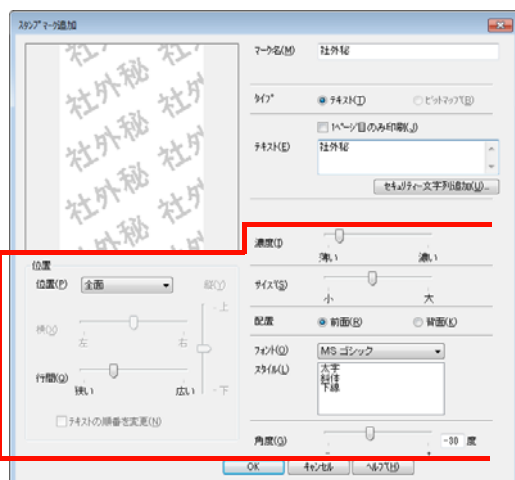 スタンプマーク追加
社外秘 社外秘
社外秘 社外秘
社外秘 社外秘
社外秘 社外秘
マーク名(M) 社外秘
タイプ テキスト(T) ビットマップ(B)
1ページ目のみ印刷(J)
テキスト(E) 社外秘
セキュリティー文字列追加(U)...
濃度(I)
薄い 濃い
サイズ(S)
小 大
配置 前面(R) 背面(K)
フォント(O) MS ゴシック
スタイル(L) 太字
斜体
下線
角度(G) -30 度
位置
位置(P) 全面 縦(Y)
上
横(X)
左 右
行間(Q)
狭い 広い 下
テキストの順番を変更(N)
OK キャンセル ヘルプ(H)